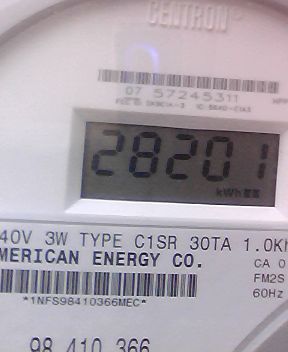 CENTRON®
07 57245311
28201
kWh
40V 3W TYPE C1SR 30TA 1.0Kh
MERICAN ENERGY CO.
CA 0
FM2S
60Hz
*1NFS98410366MEC*
98 410 366